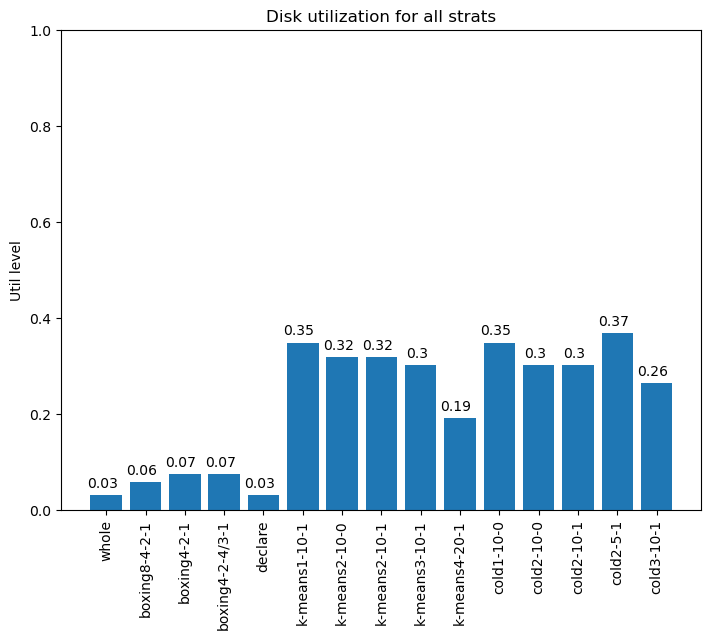 Disk utilization for all strats
1.0
0.8
0.6
0.4
0.2
0.0
Util level
0.03
0.06
0.07
0.07
0.03
0.35
0.32
0.32
0.3
0.19
0.35
0.3
0.3
0.37
0.26
whole
boxing8-4-2-1
boxing4-2-1
boxing4-2-4/3-1
declare
k-means1-10-1
k-means2-10-0
k-means2-10-1
k-means3-10-1
k-means4-20-1
cold1-10-0
cold2-10-0
cold2-10-1
cold2-5-1
cold3-10-1